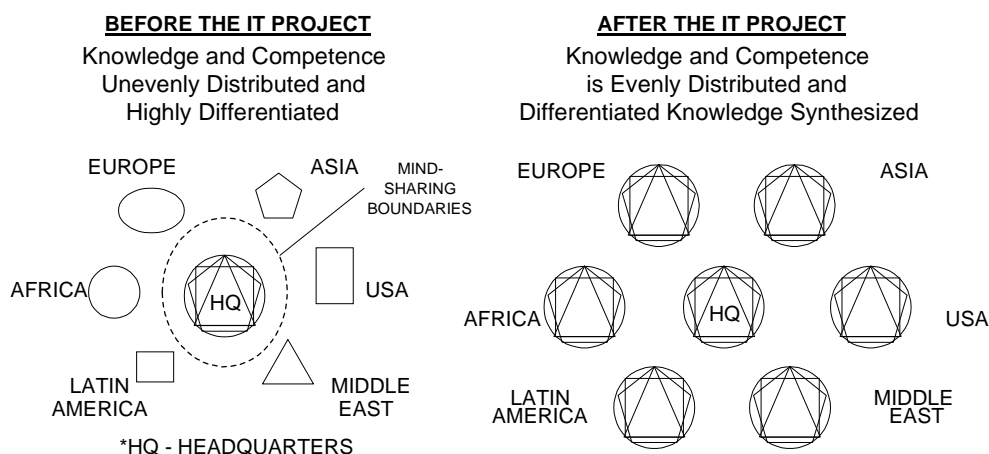 BEFORE THE IT PROJECT
Knowledge and Competence
Unevenly Distributed and
Highly Differentiated
EUROPE
ASIA
MIND-
SHARING
BOUNDARIES
AFRICA
HQ
USA
LATIN
AMERICA
MIDDLE
EAST
*HQ - HEADQUARTERS
AFTER THE IT PROJECT
Knowledge and Competence
is Evenly Distributed and
Differentiated Knowledge Synthesized
EUROPE
ASIA
AFRICA
HQ
USA
LATIN
AMERICA
MIDDLE
EAST